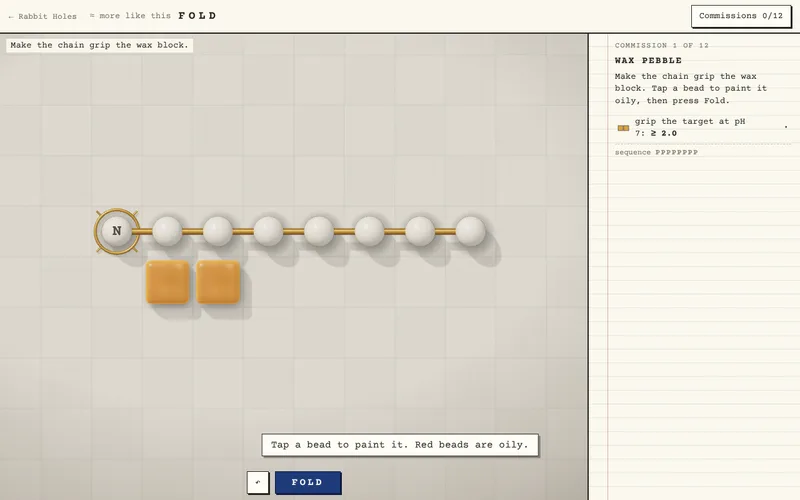 ← Rabbit Holes ≈ more like this FOLD
Commissions 0/12
Make the chain grip the wax block.
COMMISSION 1 OF 12
WAX PEBBLE
Make the chain grip the wax
block. Tap a bead to paint it
oily, then press Fold.
grip the target at pH
7: ≥ 2.0
sequence PPPPPPPP
N
Tap a bead to paint it. Red beads are oily.
↶ FOLD